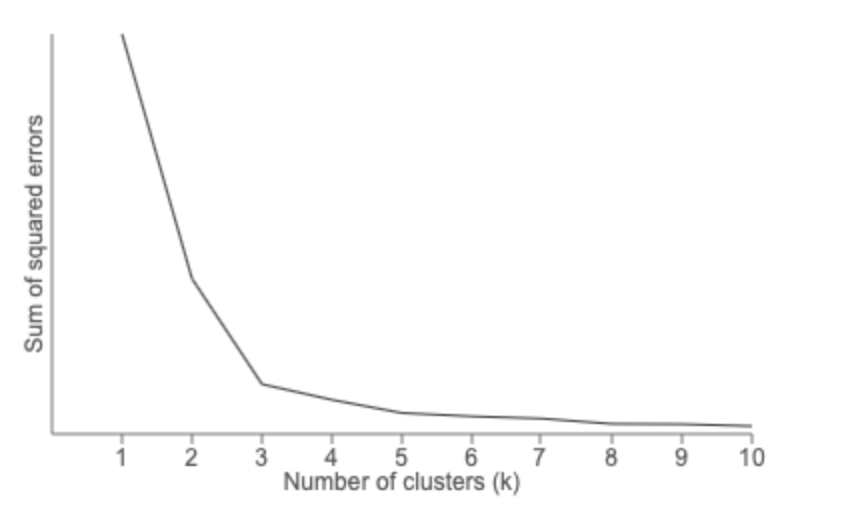 Sum of squared errors
1 2 3 4 5 6 7 8 9 10
Number of clusters (k)